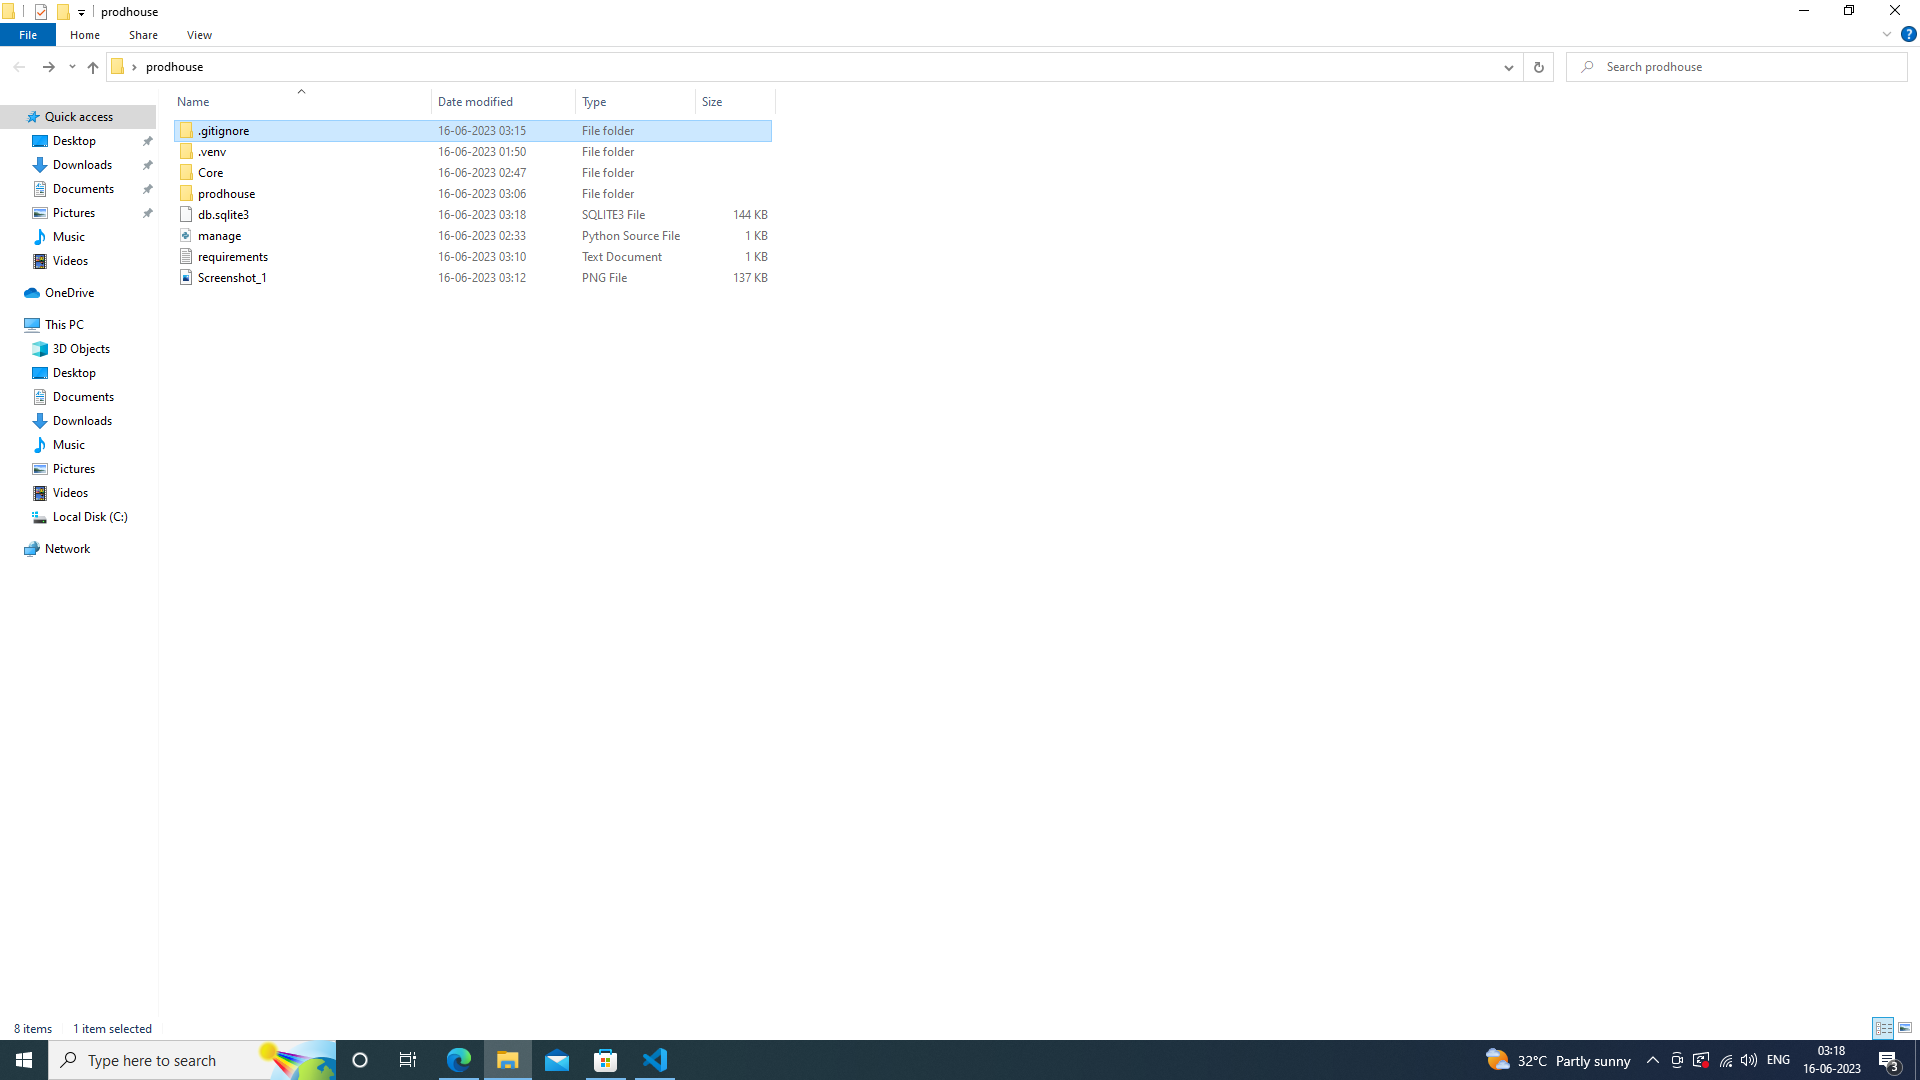 prodhouse
File Home Share View
prodhouse
Search prodhouse
Name Date modified Type Size
Quick access
Desktop
Downloads
Documents
Pictures
Music
Videos
OneDrive
This PC
3D Objects
Desktop
Documents
Downloads
Music
Pictures
Videos
Local Disk (C:)
Network
.gitignore 16-06-2023 03:15 File folder
.venv 16-06-2023 01:50 File folder
Core 16-06-2023 02:47 File folder
prodhouse 16-06-2023 03:06 File folder
db.sqlite3 16-06-2023 03:18 SQLITE3 File 144 KB
manage 16-06-2023 02:33 Python Source File 1 KB
requirements 16-06-2023 03:10 Text Document 1 KB
Screenshot_1 16-06-2023 03:12 PNG File 137 KB
8 items 1 item selected
Type here to search
32°C Partly sunny
ENG
03:18
16-06-2023
3